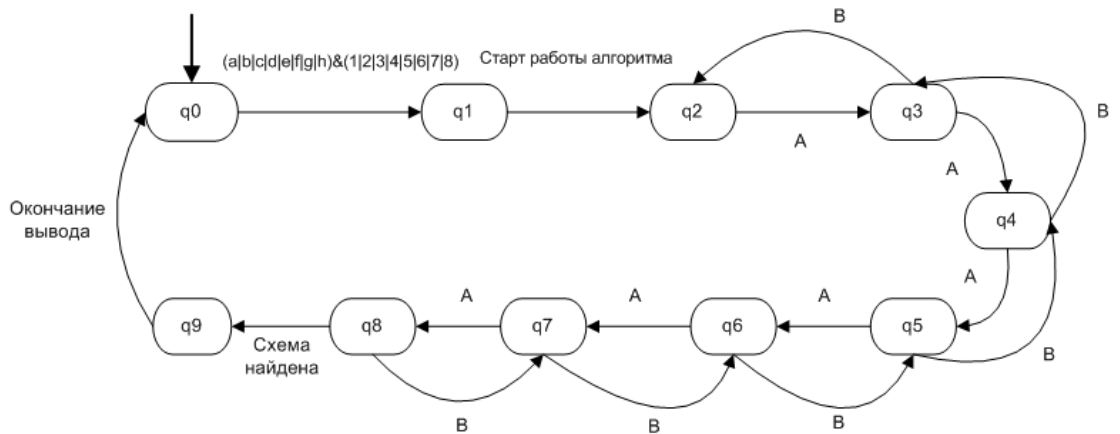 B
(a|b|c|d|e|f|g|h)&(1|2|3|4|5|6|7|8)
Старт работы алгоритма
q0
q1
q2
q3
B
A
A
Окончание
вывода
q4
A
A
A
A
q9
q8
q7
q6
q5
Схема
найдена
B
B
B
B